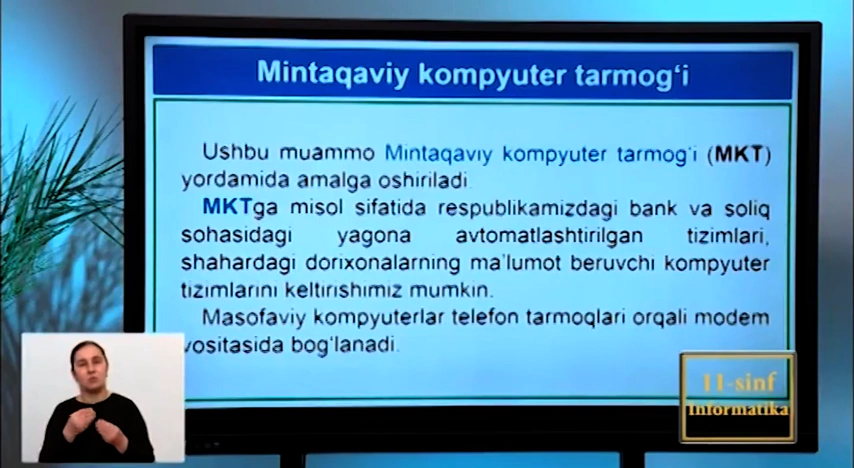 Mintaqaviy kompyuter tarmog‘i
Ushbu muammo Mintaqaviy kompyuter tarmog‘i (MKT)
yordamida amalga oshiriladi.
MKTga misol sifatida respublikamizdagi bank va soliq
sohasidagi yagona avtomatlashtirilgan tizimlari,
shahardagi dorixonalarning ma’lumot beruvchi kompyuter
tizimlarini keltirishimiz mumkin.
Masofaviy kompyuterlar telefon tarmoqlari orqali modem
vositasida bog‘lanadi.
11-sinf
Informatika